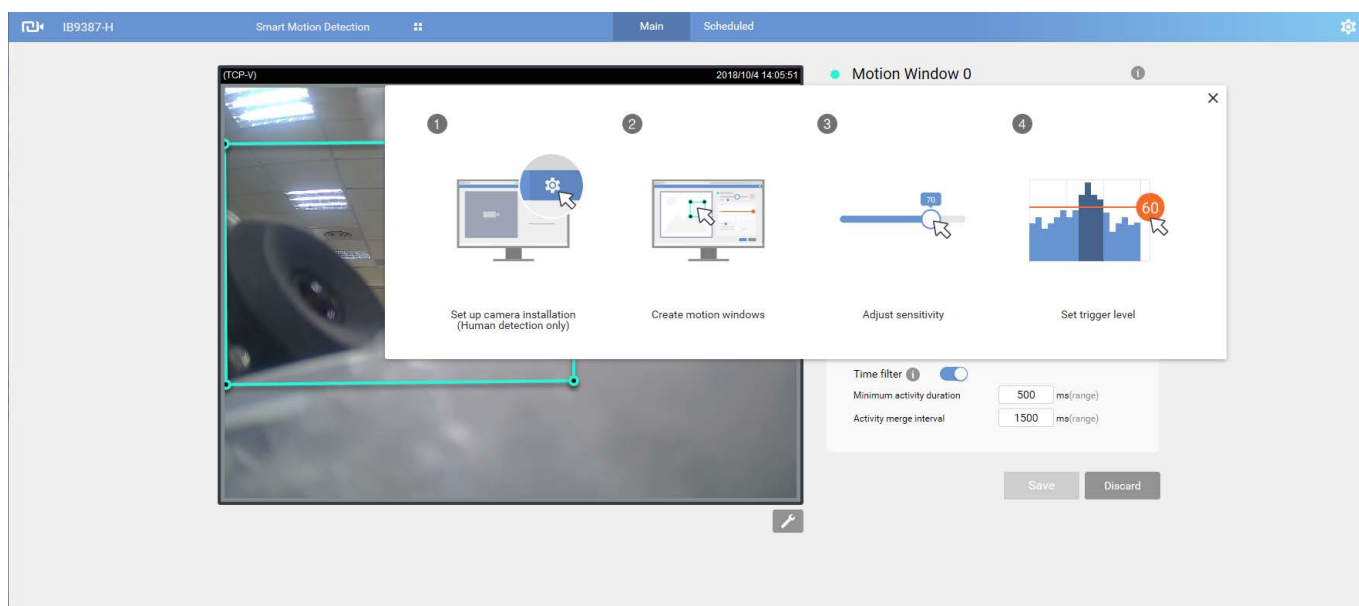 IB9387-H
Smart Motion Detection
Main
Scheduled
(TCP-V)
2018/10/4 14:05:51
Motion Window 0
1
2
3
4
70
60
Set up camera installation
(Human detection only)
Create motion windows
Adjust sensitivity
Set trigger level
Time filter
Minimum activity duration 500 ms(range)
Activity merge interval 1500 ms(range)
Save
Discard